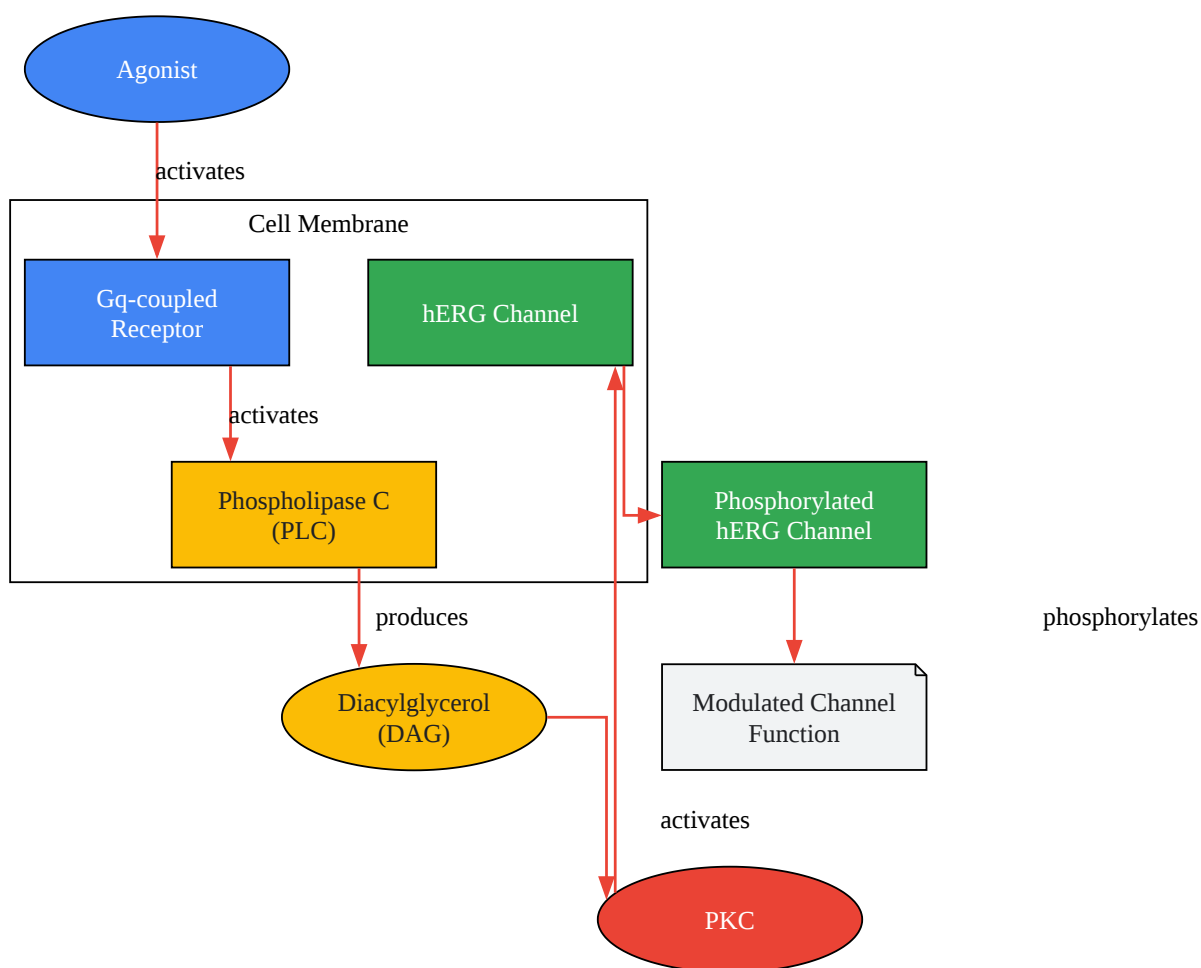 Agonist
activates
Cell Membrane
Gq-coupled
Receptor
hERG Channel
activates
Phospholipase C
(PLC)
Phosphorylated
hERG Channel
produces
phosphorylates
Diacylglycerol
(DAG)
Modulated Channel
Function
activates
PKC